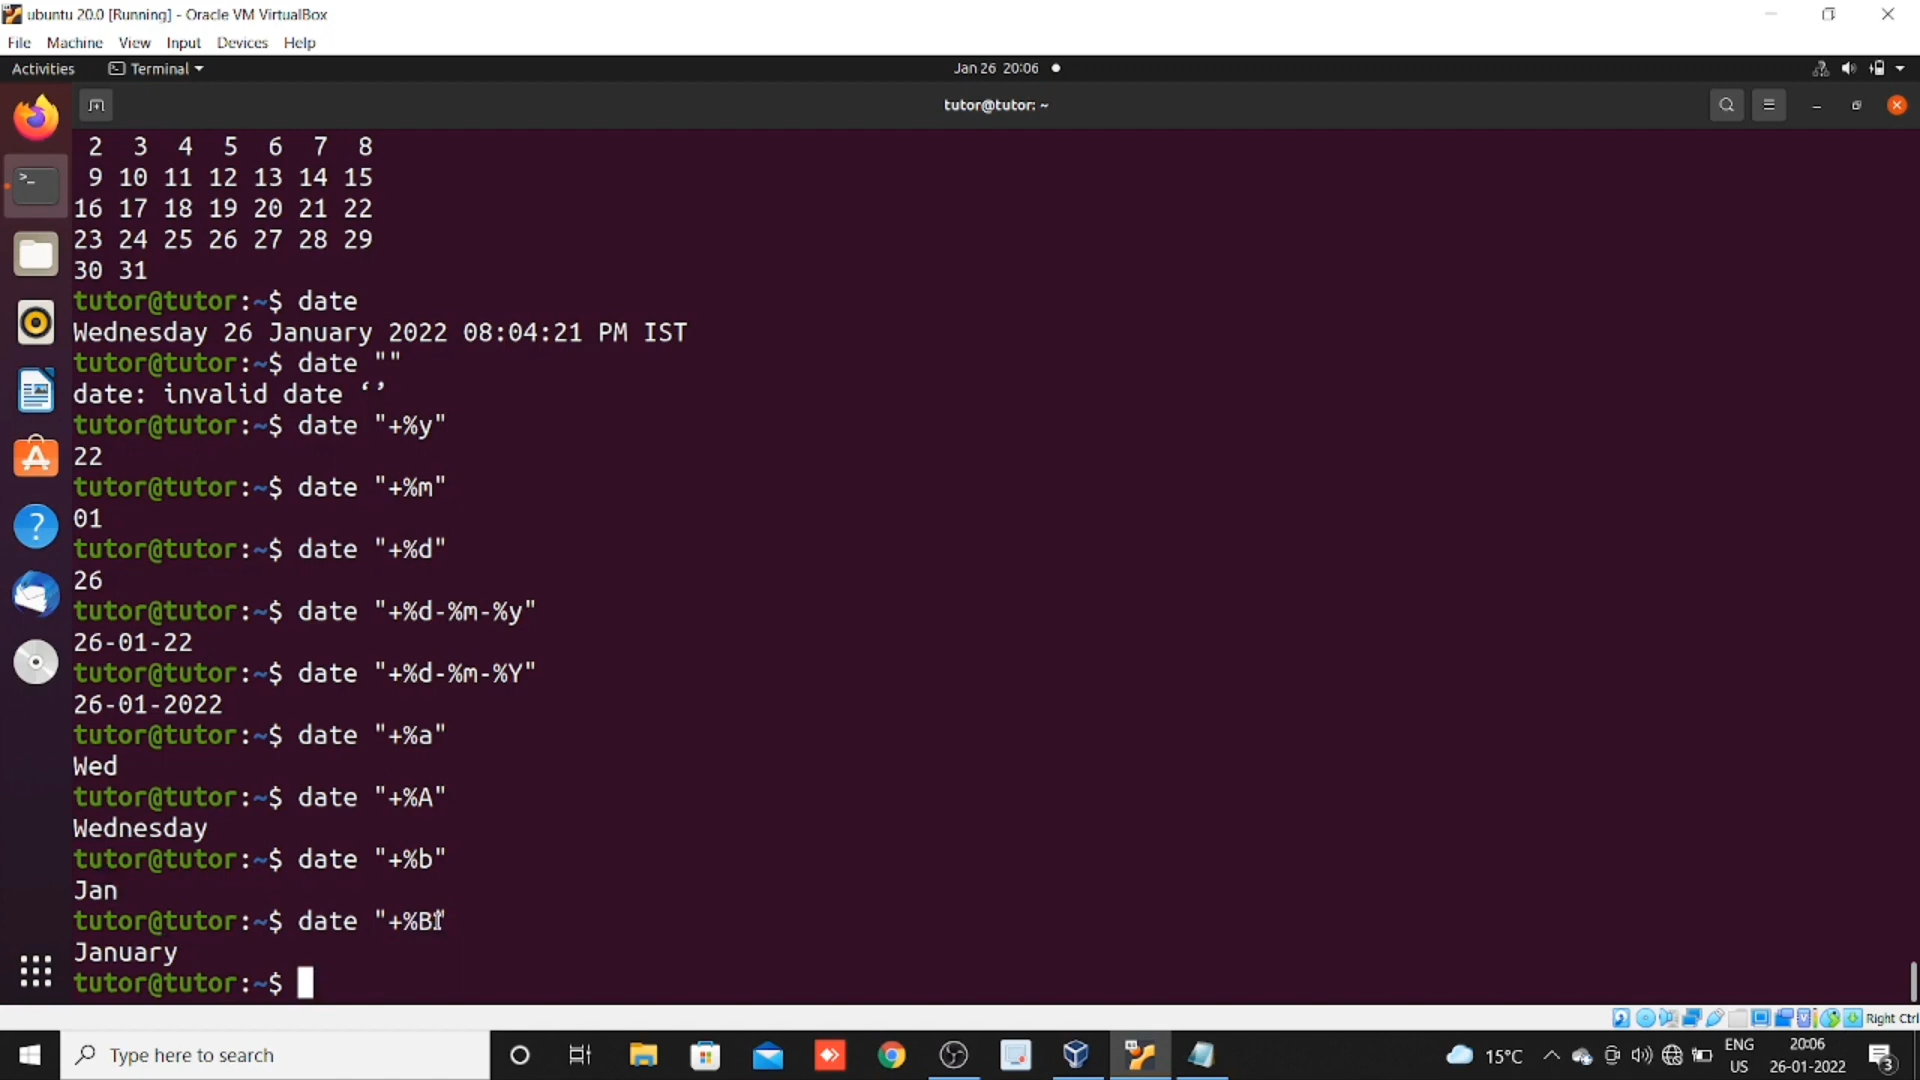 ubuntu 20.0 [Running] - Oracle VM VirtualBox
File Machine View Input Devices Help
Activities Terminal Jan 26 20:06
tutor@tutor: ~
2 3 4 5 6 7 8
9 10 11 12 13 14 15
16 17 18 19 20 21 22
23 24 25 26 27 28 29
30 31
tutor@tutor:~$ date
Wednesday 26 January 2022 08:04:21 PM IST
tutor@tutor:~$ date ""
date: invalid date ‘’
tutor@tutor:~$ date "+%y"
22
tutor@tutor:~$ date "+%m"
01
tutor@tutor:~$ date "+%d"
26
tutor@tutor:~$ date "+%d-%m-%y"
26-01-22
tutor@tutor:~$ date "+%d-%m-%Y"
26-01-2022
tutor@tutor:~$ date "+%a"
Wed
tutor@tutor:~$ date "+%A"
Wednesday
tutor@tutor:~$ date "+%b"
Jan
tutor@tutor:~$ date "+%B"
January
tutor@tutor:~$
Right Ctrl
Type here to search
15°C
ENG
US
20:06
26-01-2022
3